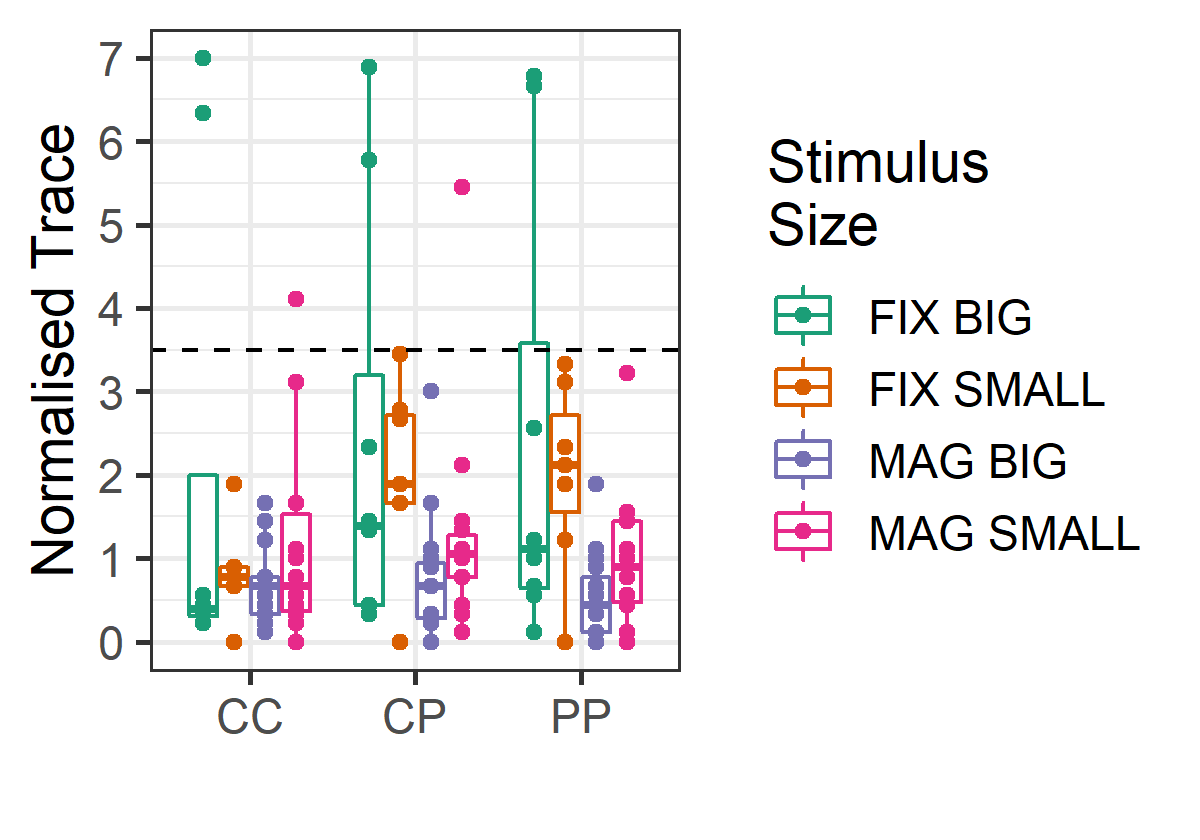 Normalised Trace
7
6
5
4
3
2
1
0
CC CP PP
Stimulus
Size
FIX BIG
FIX SMALL
MAG BIG
MAG SMALL